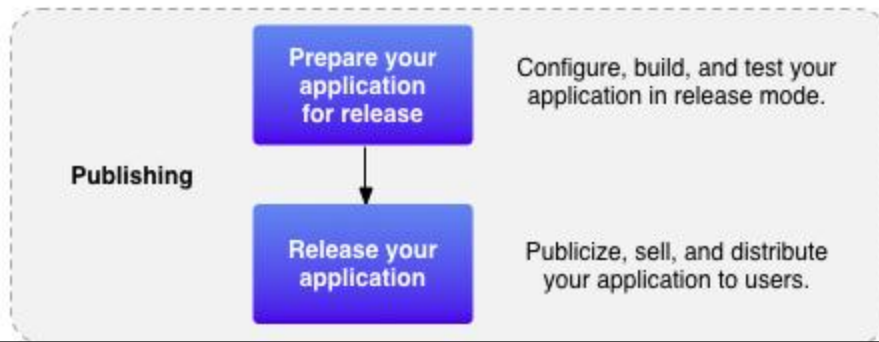 Prepare your
application
for release
Configure, build, and test your
application in release mode.
Publishing
Release your
application
Publicize, sell, and distribute
your application to users.